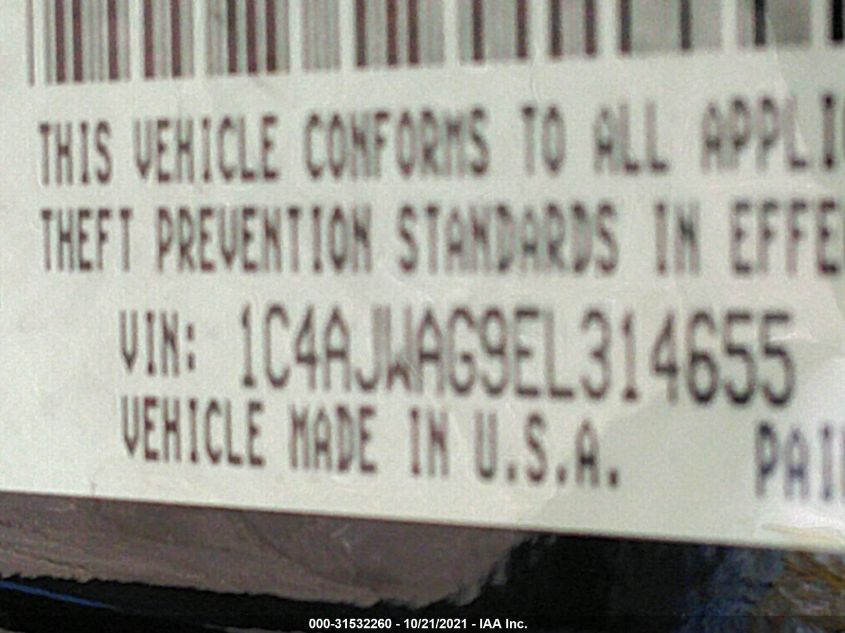 THIS VEHICLE CONFORMS TO ALL APPLI
THEFT PREVENTION STANDARDS IN EFFE
VIN: 1C4AJWAG9EL314655
VEHICLE MADE IN U.S.A. PAI
000-31532260 - 10/21/2021 - IAA Inc.